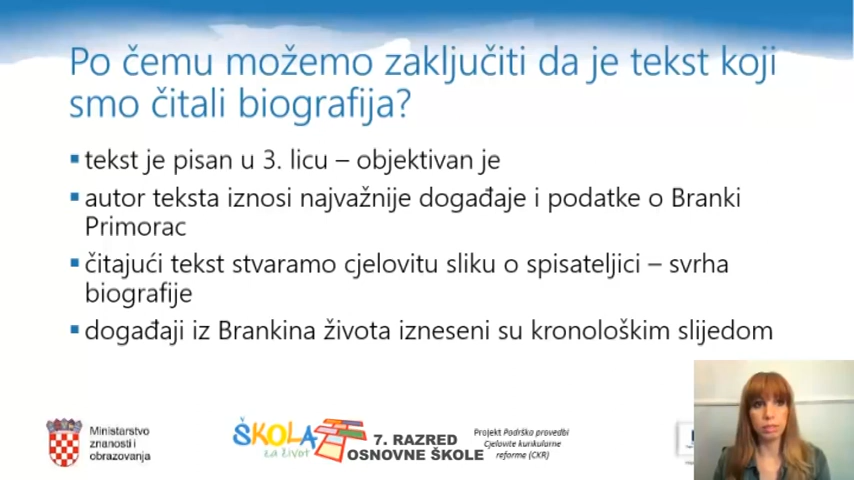 Po čemu možemo zaključiti da je tekst koji
smo čitali biografija?
tekst je pisan u 3. licu – objektivan je
autor teksta iznosi najvažnije događaje i podatke o Branki
Primorac
čitajući tekst stvaramo cjelovitu sliku o spisateljici – svrha
biografije
događaji iz Brankina života izneseni su kronološkim slijedom
Ministarstvo
znanosti i
obrazovanja
ŠKOLA
za život
7. RAZRED
OSNOVNE ŠKOLE
Projekt Podrška provedbi
Cjelovite kurikularne
reforme (CKR)